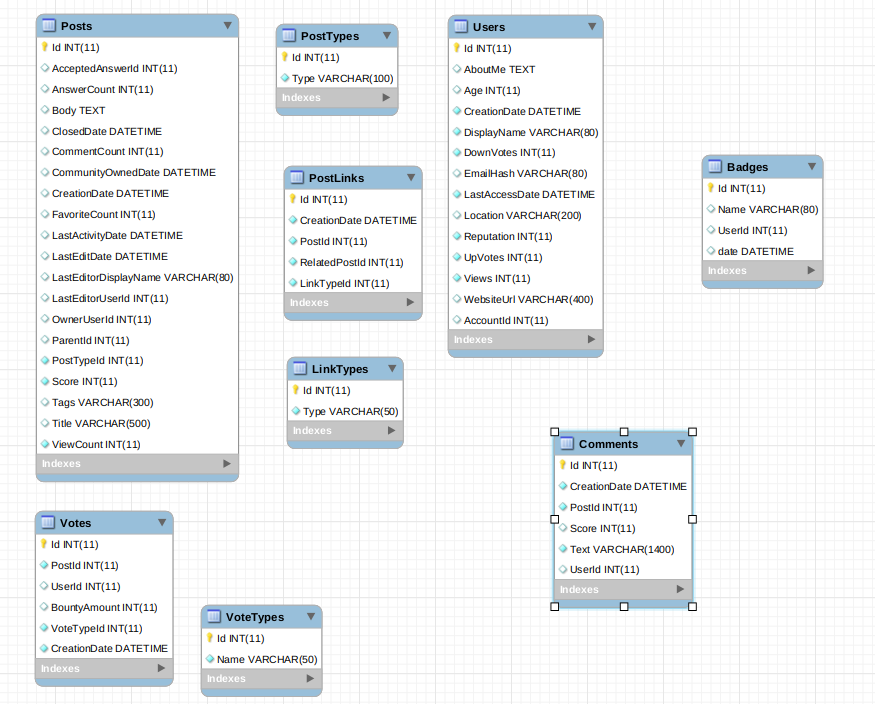 Posts
Id INT(11)
AcceptedAnswerId INT(11)
AnswerCount INT(11)
Body TEXT
ClosedDate DATETIME
CommentCount INT(11)
CommunityOwnedDate DATETIME
CreationDate DATETIME
FavoriteCount INT(11)
LastActivityDate DATETIME
LastEditDate DATETIME
LastEditorDisplayName VARCHAR(80)
LastEditorUserId INT(11)
OwnerUserId INT(11)
ParentId INT(11)
PostTypeId INT(11)
Score INT(11)
Tags VARCHAR(300)
Title VARCHAR(500)
ViewCount INT(11)
Indexes
PostTypes
Id INT(11)
Type VARCHAR(100)
Indexes
PostLinks
Id INT(11)
CreationDate DATETIME
PostId INT(11)
RelatedPostId INT(11)
LinkTypeId INT(11)
Indexes
LinkTypes
Id INT(11)
Type VARCHAR(50)
Indexes
Users
Id INT(11)
AboutMe TEXT
Age INT(11)
CreationDate DATETIME
DisplayName VARCHAR(80)
DownVotes INT(11)
EmailHash VARCHAR(80)
LastAccessDate DATETIME
Location VARCHAR(200)
Reputation INT(11)
UpVotes INT(11)
Views INT(11)
WebsiteUrl VARCHAR(400)
AccountId INT(11)
Indexes
Badges
Id INT(11)
Name VARCHAR(80)
UserId INT(11)
date DATETIME
Indexes
Comments
Id INT(11)
CreationDate DATETIME
PostId INT(11)
Score INT(11)
Text VARCHAR(1400)
UserId INT(11)
Indexes
Votes
Id INT(11)
PostId INT(11)
UserId INT(11)
BountyAmount INT(11)
VoteTypeId INT(11)
CreationDate DATETIME
Indexes
VoteTypes
Id INT(11)
Name VARCHAR(50)
Indexes